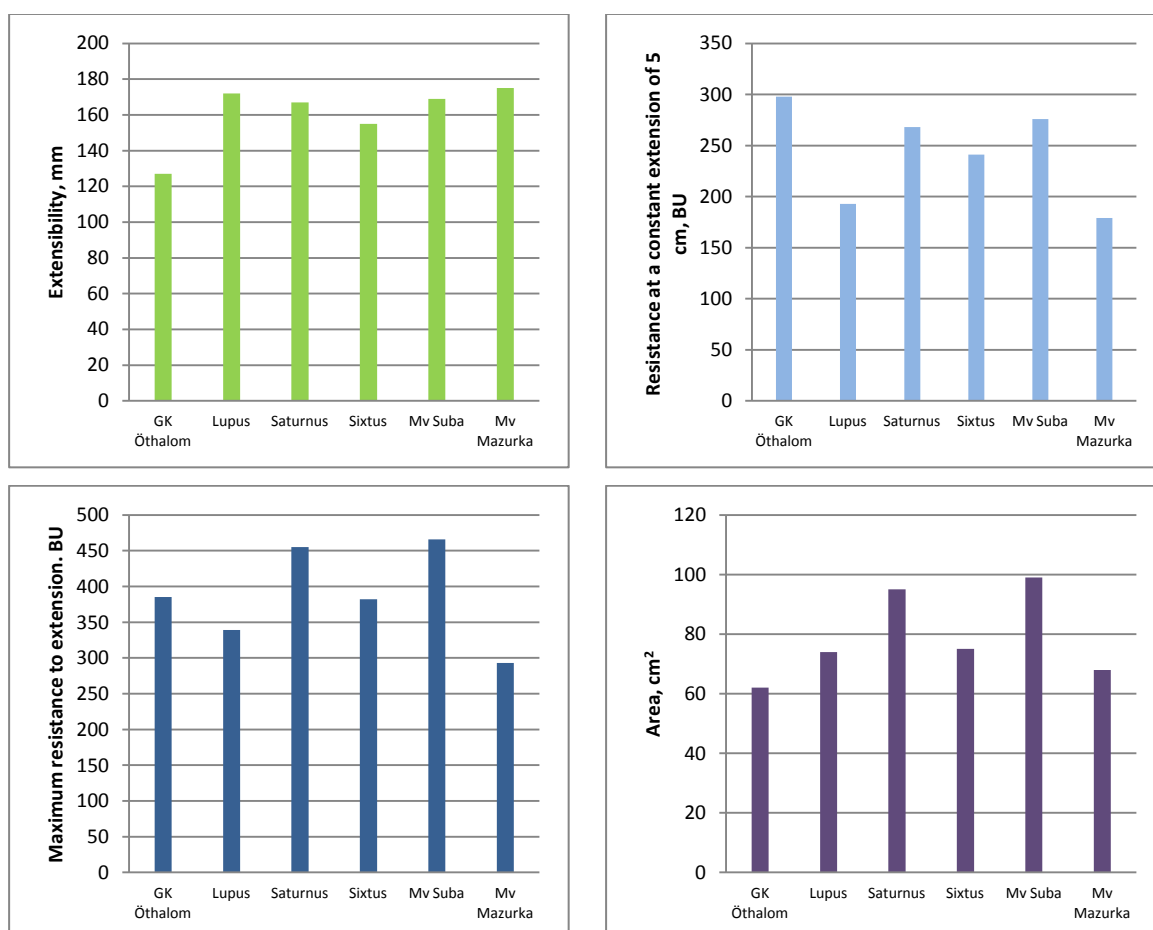 Extensibility, mm
200
180
160
140
120
100
80
60
40
20
0
GK Lupus Saturnus Sixtus Mv Suba Mv
Öthalom Mazurka
Resistance at a constant extension of 5
cm, BU
350
300
250
200
150
100
50
0
GK Lupus Saturnus Sixtus Mv Suba Mv
Öthalom Mazurka
Maximum resistance to extension. BU
500
450
400
350
300
250
200
150
100
50
0
GK Lupus Saturnus Sixtus Mv Suba Mv
Öthalom Mazurka
Area, cm²
120
100
80
60
40
20
0
GK Lupus Saturnus Sixtus Mv Suba Mv
Öthalom Mazurka